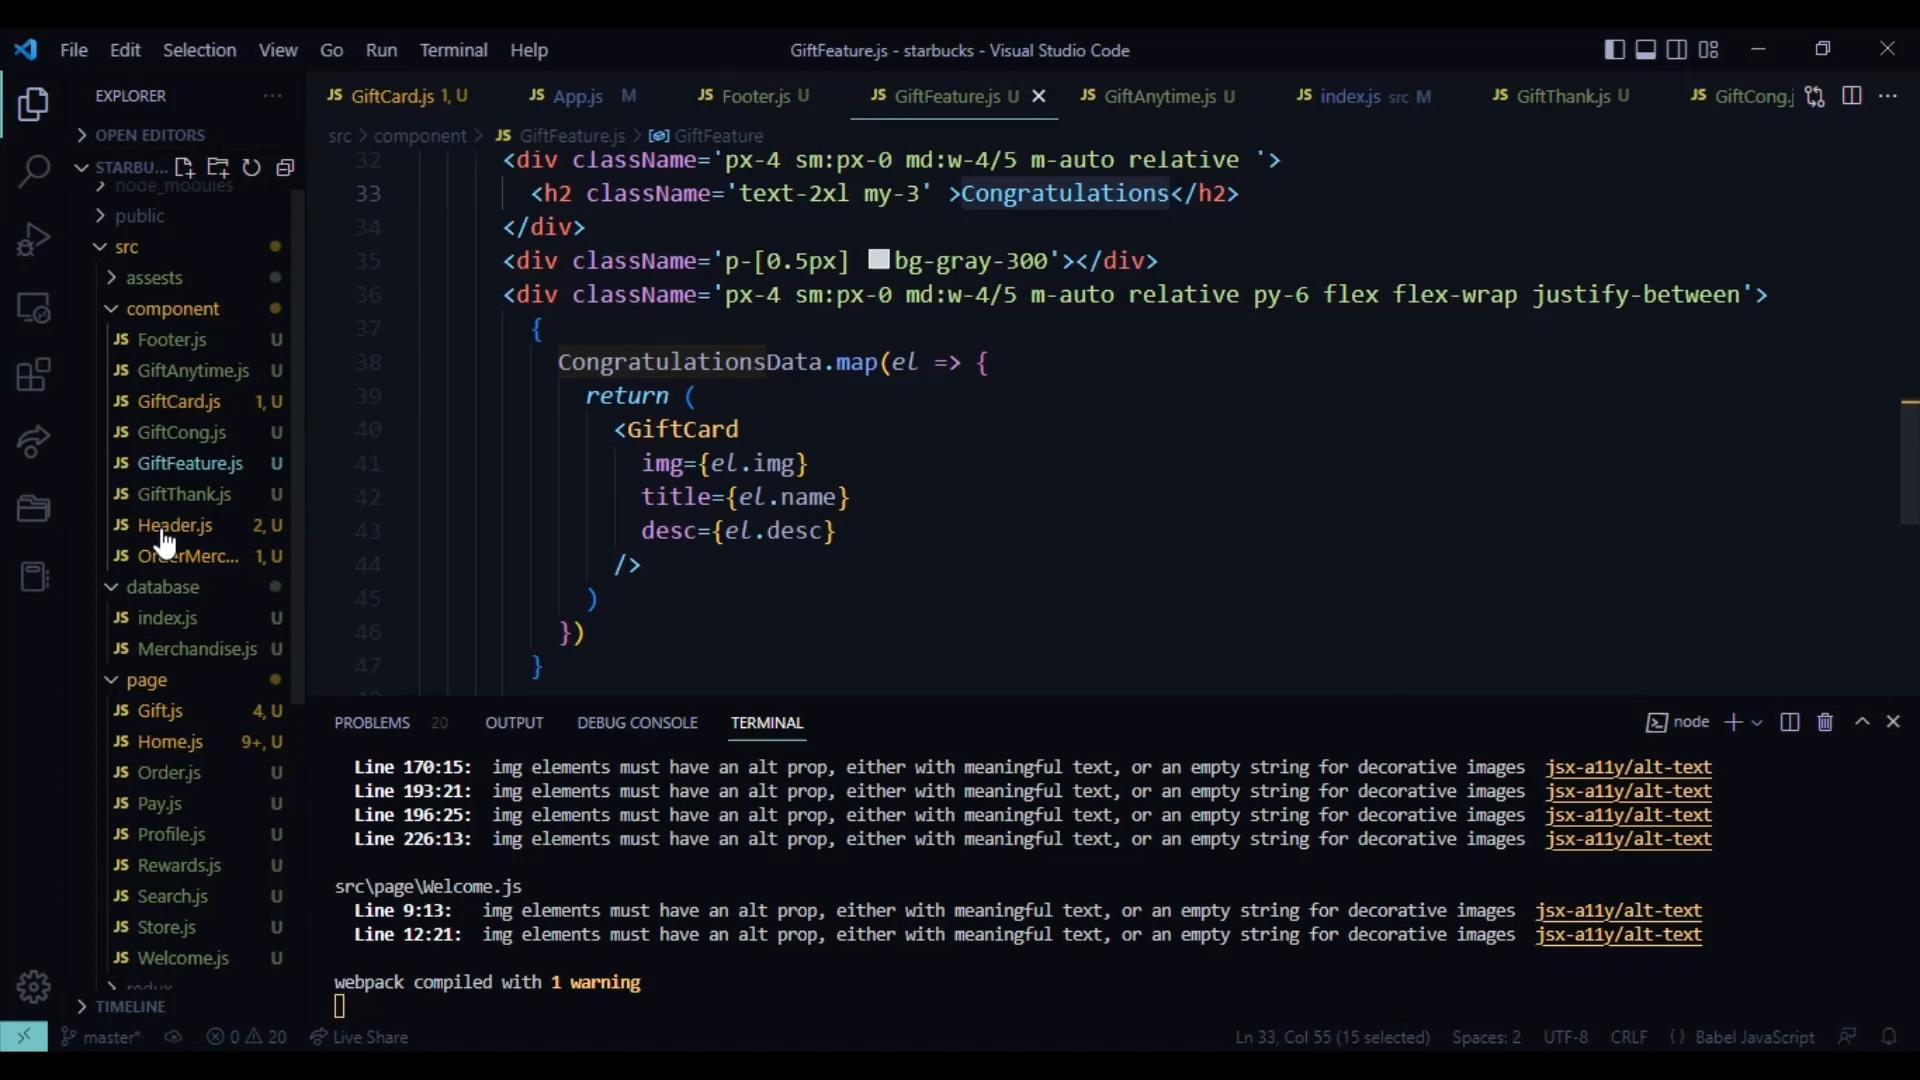 File Edit Selection View Go Run Terminal Help
GiftFeature.js - starbucks - Visual Studio Code
EXPLORER
OPEN EDITORS
STARBU...
node_modules
public
src
assests
component
JS Footer.js U
JS GiftAnytime.js U
JS GiftCard.js 1, U
JS GiftCong.js U
JS GiftFeature.js U
JS GiftThank.js U
JS Header.js 2, U
JS OrderMerc... 1, U
database
JS index.js U
JS Merchandise.js U
page
JS Gift.js 4, U
JS Home.js 9+, U
JS Order.js U
JS Pay.js U
JS Profile.js U
JS Rewards.js U
JS Search.js U
JS Store.js U
JS Welcome.js U
redux
TIMELINE
JS GiftCard.js 1, U JS App.js M JS Footer.js U JS GiftFeature.js U JS GiftAnytime.js U JS index.js src M JS GiftThank.js U JS GiftCong.j
src > component > JS GiftFeature.js > GiftFeature
32 <div className='px-4 sm:px-0 md:w-4/5 m-auto relative '>
33 <h2 className='text-2xl my-3' >Congratulations</h2>
34 </div>
35 <div className='p-[0.5px] bg-gray-300'></div>
36 <div className='px-4 sm:px-0 md:w-4/5 m-auto relative py-6 flex flex-wrap justify-between'>
37 {
38 CongratulationsData.map(el => {
39 return (
40 <GiftCard
41 img={el.img}
42 title={el.name}
43 desc={el.desc}
44 />
45 )
46 })
47 }
PROBLEMS 20 OUTPUT DEBUG CONSOLE TERMINAL
node
Line 170:15: img elements must have an alt prop, either with meaningful text, or an empty string for decorative images jsx-a11y/alt-text
Line 193:21: img elements must have an alt prop, either with meaningful text, or an empty string for decorative images jsx-a11y/alt-text
Line 196:25: img elements must have an alt prop, either with meaningful text, or an empty string for decorative images jsx-a11y/alt-text
Line 226:13: img elements must have an alt prop, either with meaningful text, or an empty string for decorative images jsx-a11y/alt-text
src\page\Welcome.js
Line 9:13: img elements must have an alt prop, either with meaningful text, or an empty string for decorative images jsx-a11y/alt-text
Line 12:21: img elements must have an alt prop, either with meaningful text, or an empty string for decorative images jsx-a11y/alt-text
webpack compiled with 1 warning
master* 0 20 Live Share Ln 33, Col 55 (15 selected) Spaces: 2 UTF-8 CRLF {} Babel JavaScript